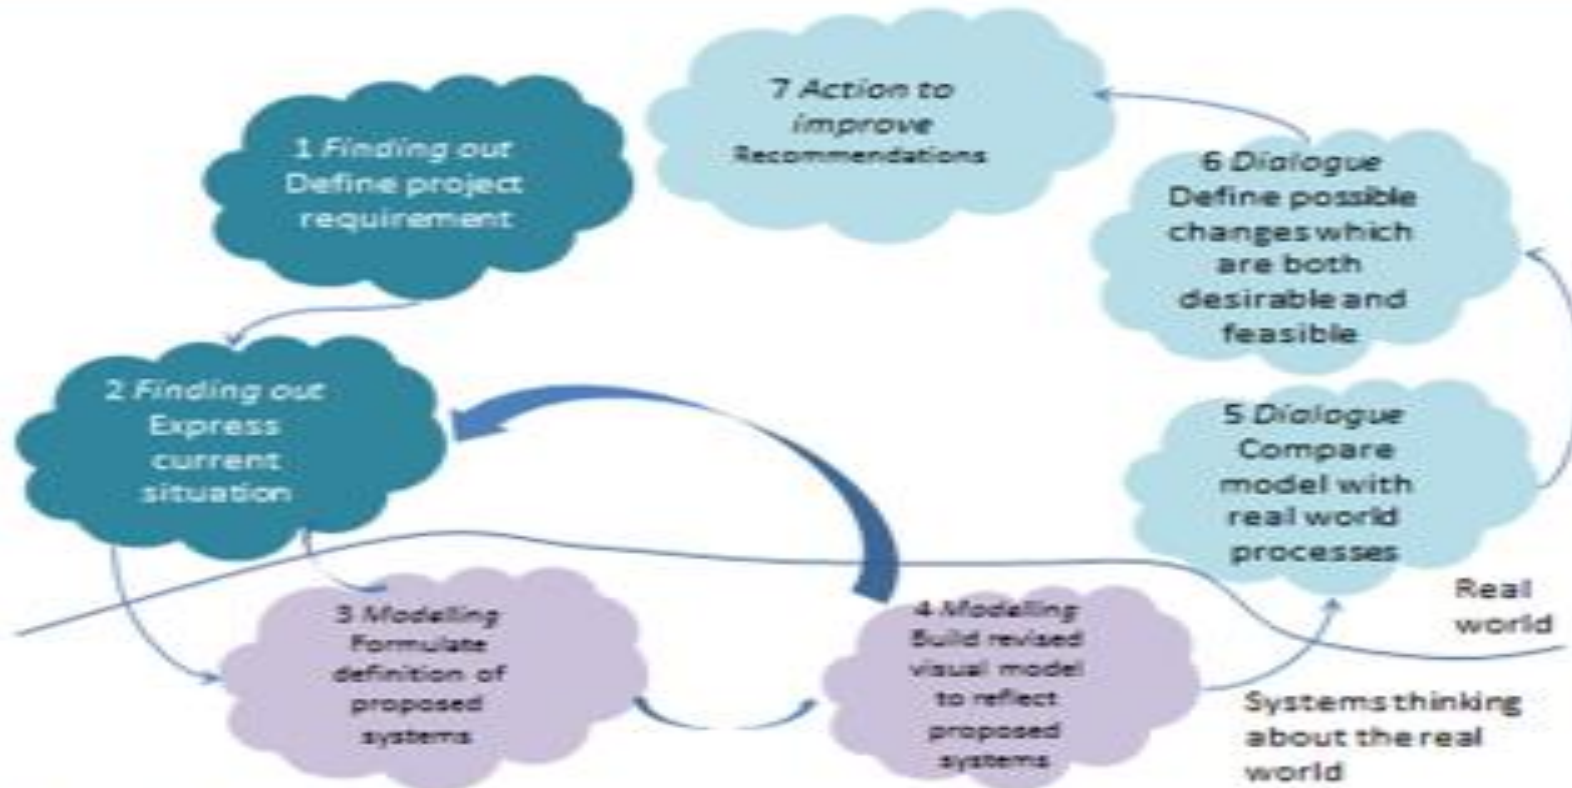 1 Finding out
Define project
requirement
2 Finding out
Express
current
situation
3 Modelling
Formulate
definition of
proposed
systems
4 Modelling
Build revised
visual model
to reflect
proposed
systems
5 Dialogue
Compare
model with
real world
processes
6 Dialogue
Define possible
changes which
are both
desirable and
feasible
7 Action to
improve
Recommendations
Real
world
Systems thinking
about the real
world